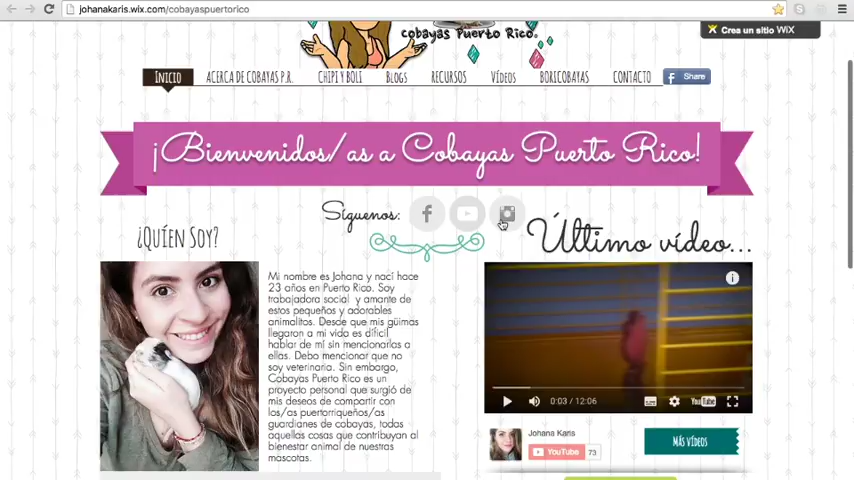 johanakaris.wix.com/cobayaspuertorico
cobayas Puerto Rico.
Crea un sitio WiX
INICIO
ACERCA DE COBAYAS P.R.
CHIPI Y BOLI
BLOGS
RECURSOS
VÍDEOS
BORICOBAYAS
CONTACTO
f Share
¡Bienvenidos/as a Cobayas Puerto Rico!
Síguenos:
¿QUÍEN SOY?
Último vídeo...
Mi nombre es Johana y nací hace
23 años en Puerto Rico. Soy
trabajadora social y amante de
estos pequeños y adorables
animalitos. Desde que mis güimas
llegaron a mi vida es difícil
hablar de mí sin mencionarlas a
ellas. Debo mencionar que no
soy veterinaria. Sin embargo,
Cobayas Puerto Rico es un
proyecto personal que surgió de
mis deseos de compartir con
los/as puertorriqueños/as
guardianes de cobayas, todas
aquellas cosas que contribuyan al
bienestar animal de nuestras
mascotas.
0:03 / 12:06
YouTube
Johana Karis
YouTube 73
MÁS VÍDEOS